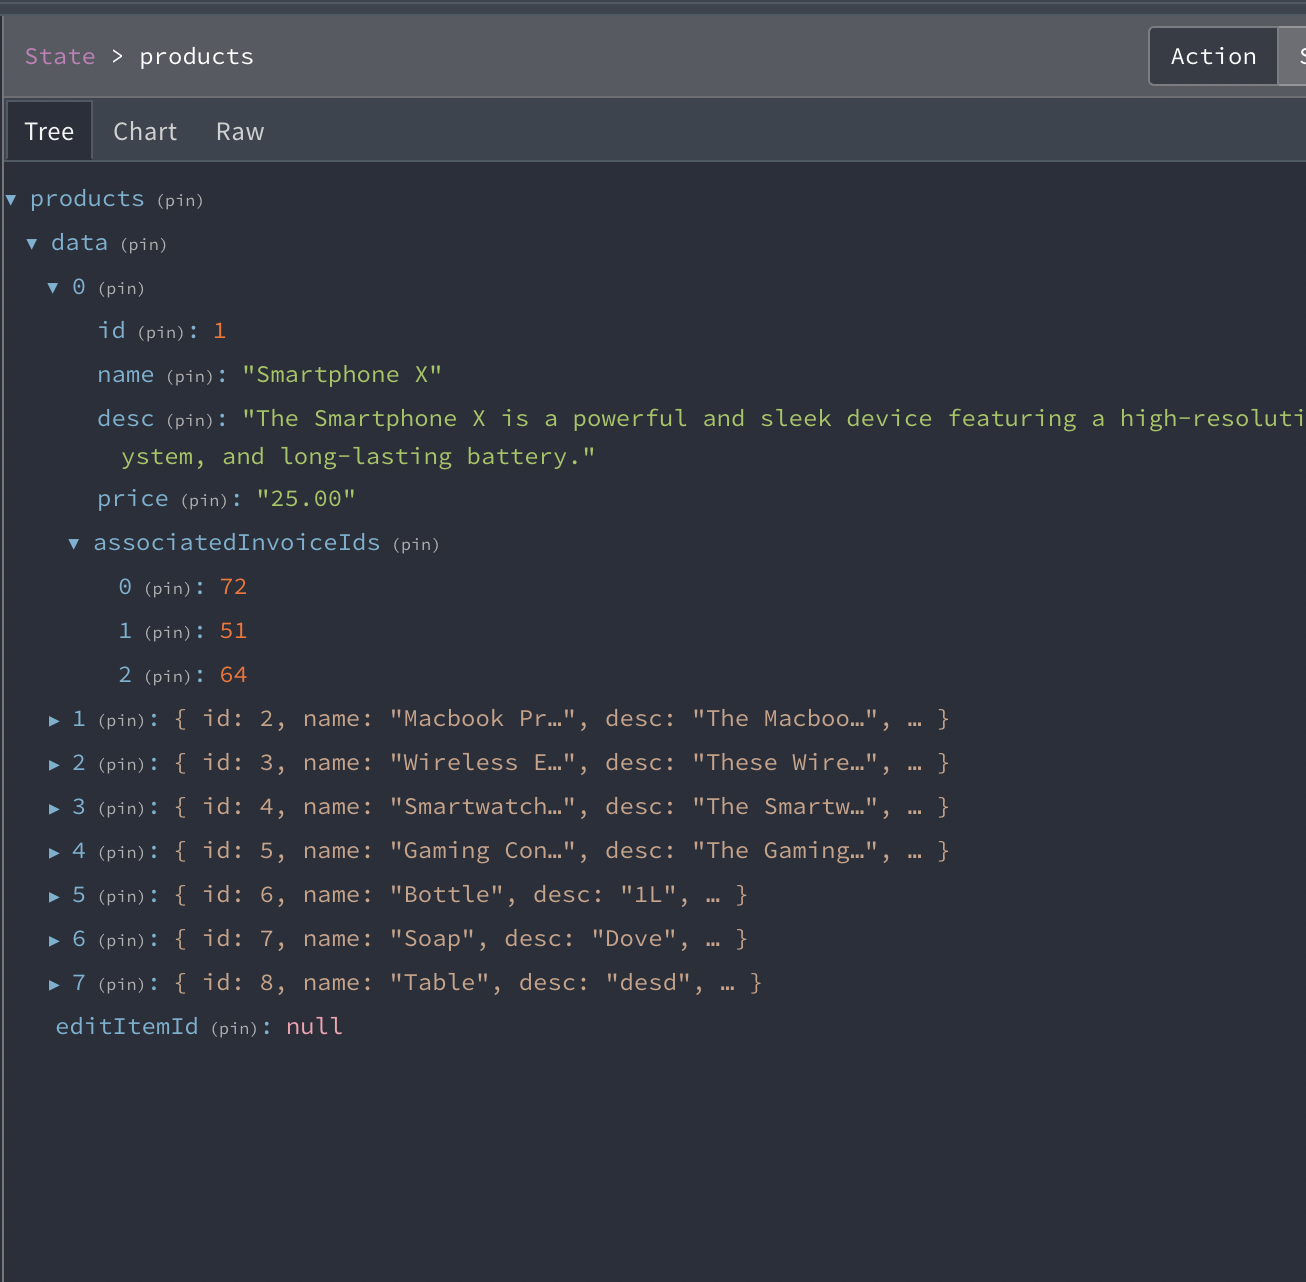 State > products
Action
Tree Chart Raw
▼ products (pin)
▼ data (pin)
▼ 0 (pin)
id (pin): 1
name (pin): "Smartphone X"
desc (pin): "The Smartphone X is a powerful and sleek device featuring a high-resoluti
ystem, and long-lasting battery."
price (pin): "25.00"
▼ associatedInvoiceIds (pin)
0 (pin): 72
1 (pin): 51
2 (pin): 64
▶ 1 (pin): { id: 2, name: "Macbook Pr…", desc: "The Macboo…", … }
▶ 2 (pin): { id: 3, name: "Wireless E…", desc: "These Wire…", … }
▶ 3 (pin): { id: 4, name: "Smartwatch…", desc: "The Smartw…", … }
▶ 4 (pin): { id: 5, name: "Gaming Con…", desc: "The Gaming…", … }
▶ 5 (pin): { id: 6, name: "Bottle", desc: "1L", … }
▶ 6 (pin): { id: 7, name: "Soap", desc: "Dove", … }
▶ 7 (pin): { id: 8, name: "Table", desc: "desd", … }
editItemId (pin): null